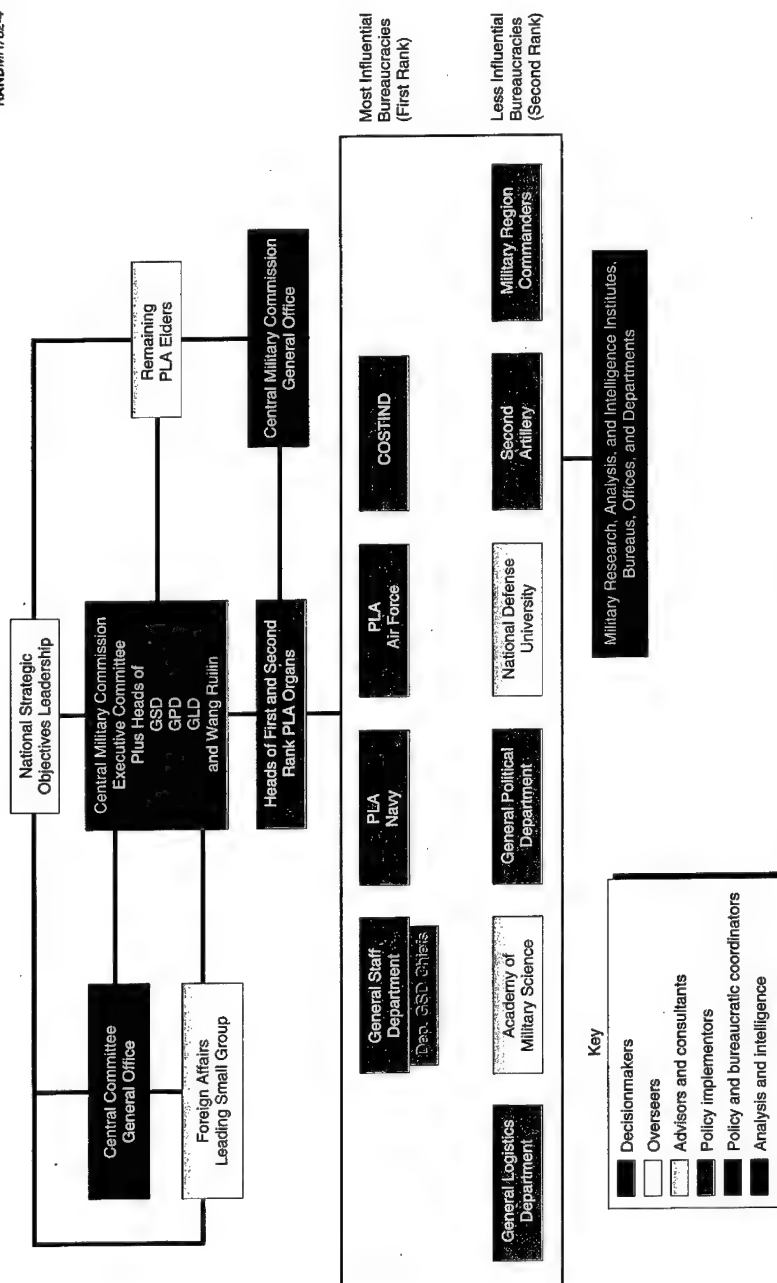 RANDMR782-4
National Strategic
Objectives Leadership
Central Committee
General Office
Foreign Affairs
Leading Small Group
Central Military Commission
Executive Committee
Plus Heads of
GSD
GPD
GLD
and Wang Ruilin
Remaining
PLA Elders
Heads of First and Second
Rank PLA Organs
Central Military Commission
General Office
General Staff
Department
Dep. GSD Chiefs
PLA
Navy
PLA
Air Force
COSTIND
Most Influential
Bureaucracies
(First Rank)
General Logistics
Department
Academy of
Military Science
General Political
Department
National Defense
University
Second
Artillery
Military Region
Commanders
Less Influential
Bureaucracies
(Second Rank)
Military Research, Analysis, and Intelligence Institutes,
Bureaus, Offices, and Departments
Key
Decisionmakers
Overseers
Advisors and consultants
Policy implementors
Policy and bureaucratic coordinators
Analysis and intelligence